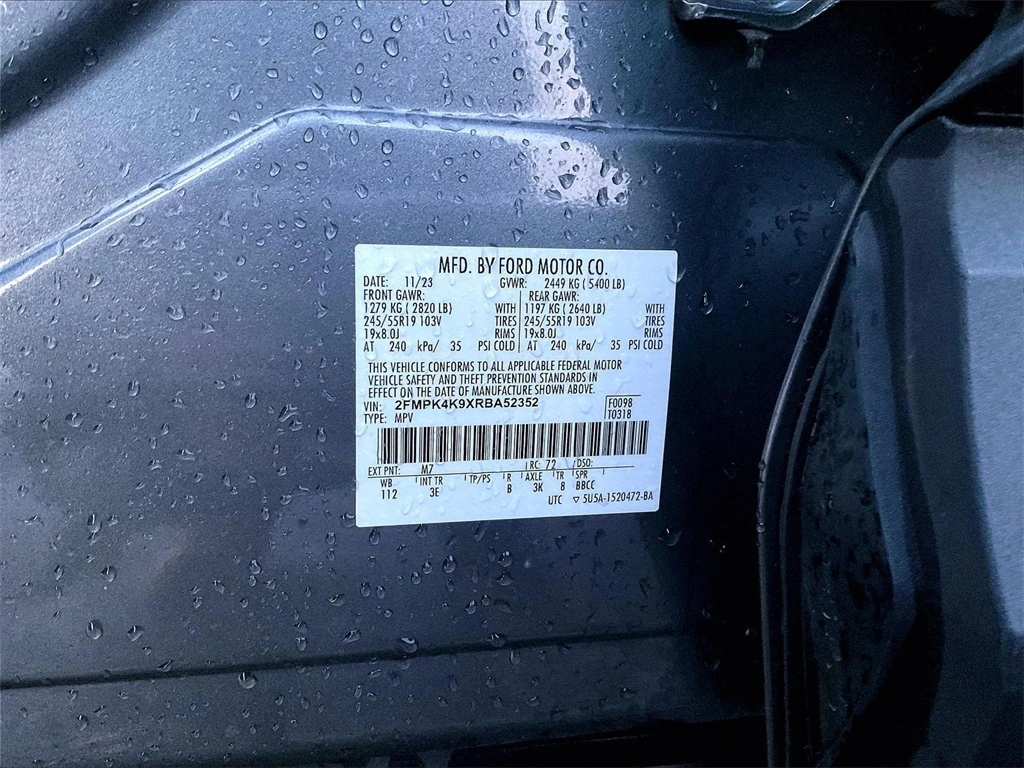 MFD. BY FORD MOTOR CO.
DATE: 11/23 GVWR: 2449 KG ( 5400 LB)
FRONT GAWR: REAR GAWR:
1279 KG ( 2820 LB) WITH 1197 KG ( 2640 LB) WITH
245/55R19 103V TIRES 245/55R19 103V TIRES
19x8.0J RIMS 19x8.0J RIMS
AT 240 kPa/ 35 PSI COLD AT 240 kPa/ 35 PSI COLD
THIS VEHICLE CONFORMS TO ALL APPLICABLE FEDERAL MOTOR
VEHICLE SAFETY AND THEFT PREVENTION STANDARDS IN
EFFECT ON THE DATE OF MANUFACTURE SHOWN ABOVE.
VIN: 2FMPK4K9XRBA52352 F0098
TYPE: MPV T0318
EXT PNT: M7 RC: 72 DSO:
WB INT TR TP/PS R AXLE TR SPR
112 3E B 3K 8 BBCC
UTC ▽ 5U5A-1520472-BA